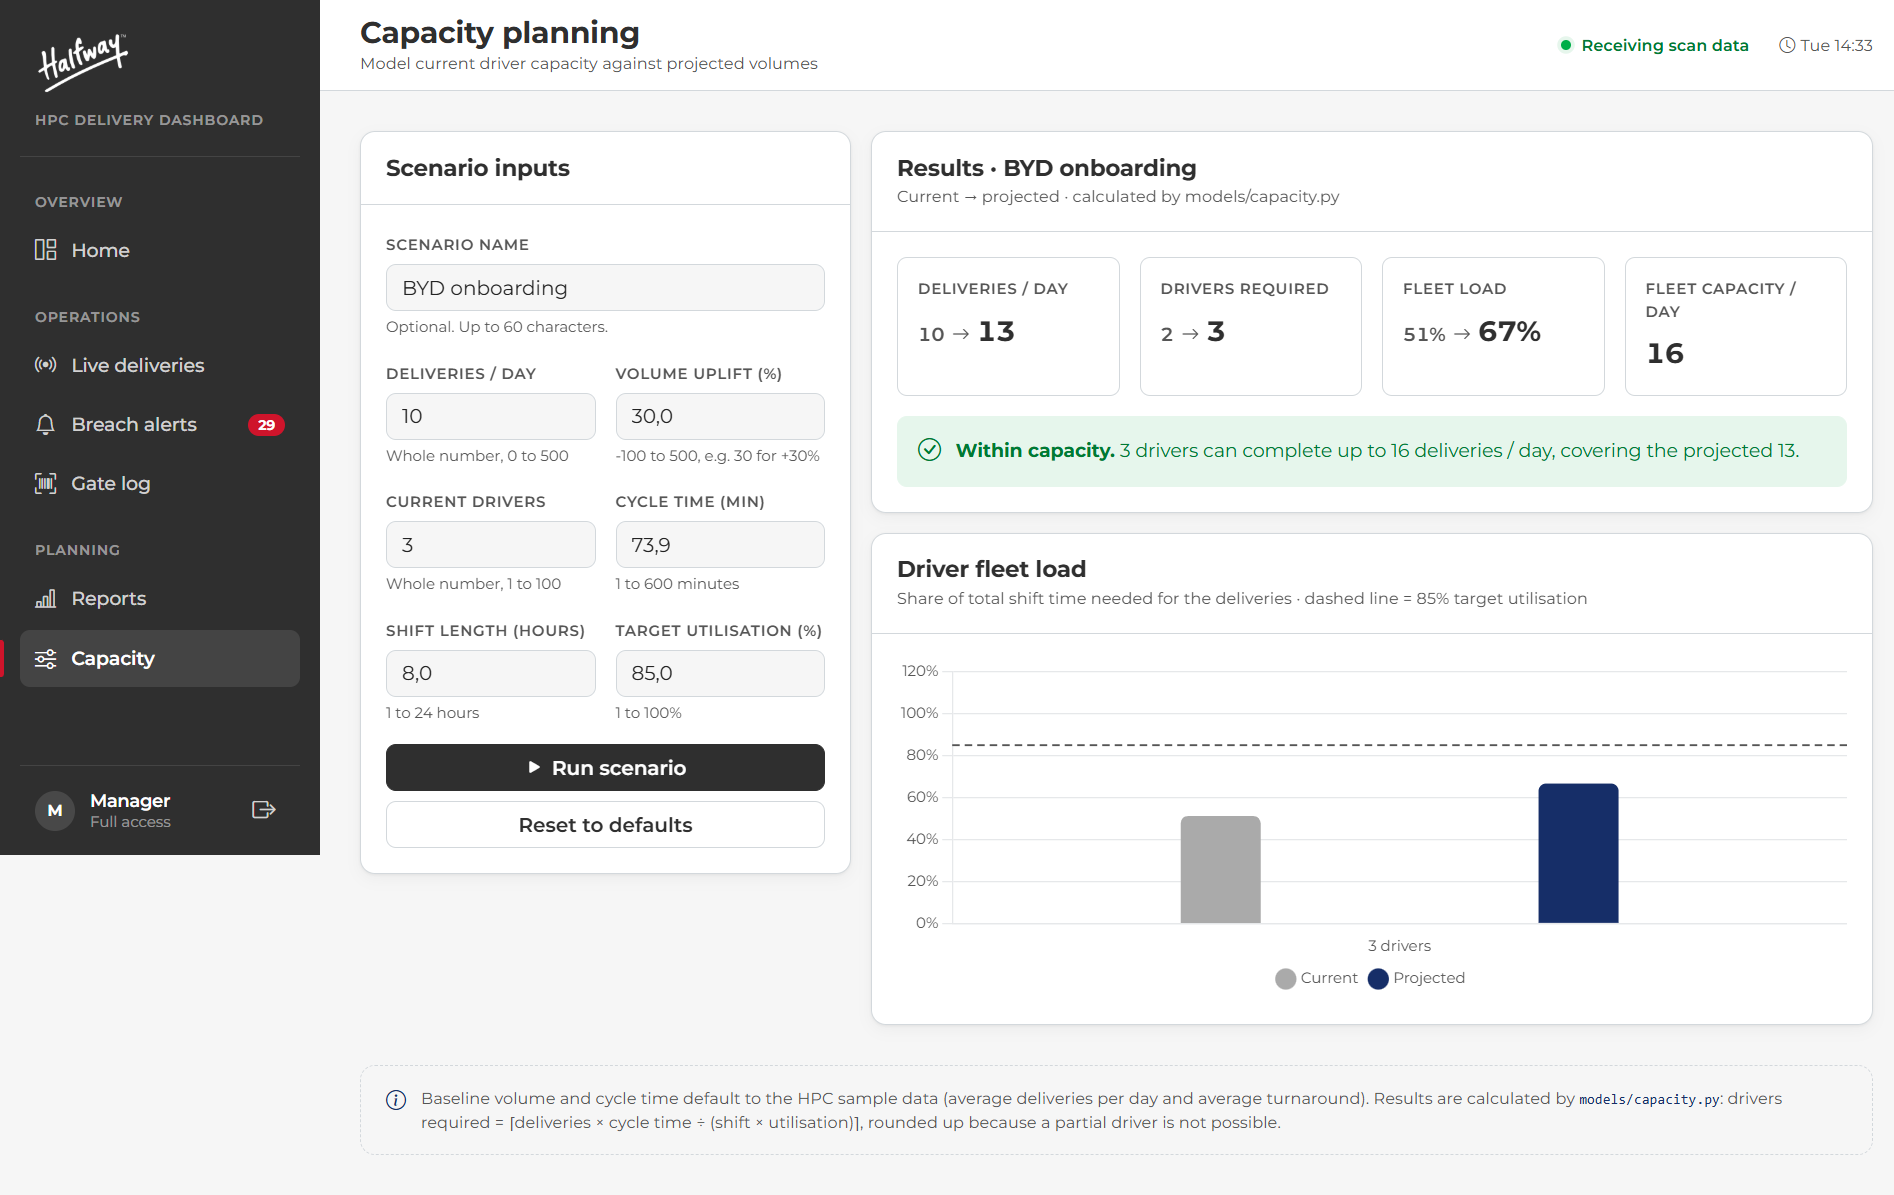 Halfway™
HPC DELIVERY DASHBOARD
OVERVIEW
Home
OPERATIONS
Live deliveries
Breach alerts 29
Gate log
PLANNING
Reports
Capacity
M
Manager
Full access
Capacity planning
Model current driver capacity against projected volumes
Receiving scan data
Tue 14:33
Scenario inputs
SCENARIO NAME
BYD onboarding
Optional. Up to 60 characters.
DELIVERIES / DAY
10
Whole number, 0 to 500
VOLUME UPLIFT (%)
30,0
-100 to 500, e.g. 30 for +30%
CURRENT DRIVERS
3
Whole number, 1 to 100
CYCLE TIME (MIN)
73,9
1 to 600 minutes
SHIFT LENGTH (HOURS)
8,0
1 to 24 hours
TARGET UTILISATION (%)
85,0
1 to 100%
Run scenario
Reset to defaults
Results · BYD onboarding
Current → projected · calculated by models/capacity.py
DELIVERIES / DAY
10 → 13
DRIVERS REQUIRED
2 → 3
FLEET LOAD
51% → 67%
FLEET CAPACITY /
DAY
16
Within capacity. 3 drivers can complete up to 16 deliveries / day, covering the projected 13.
Driver fleet load
Share of total shift time needed for the deliveries · dashed line = 85% target utilisation
120%
100%
80%
60%
40%
20%
0%
3 drivers
Current
Projected
Baseline volume and cycle time default to the HPC sample data (average deliveries per day and average turnaround). Results are calculated by models/capacity.py: drivers
required = ⌈deliveries × cycle time ÷ (shift × utilisation)⌉, rounded up because a partial driver is not possible.